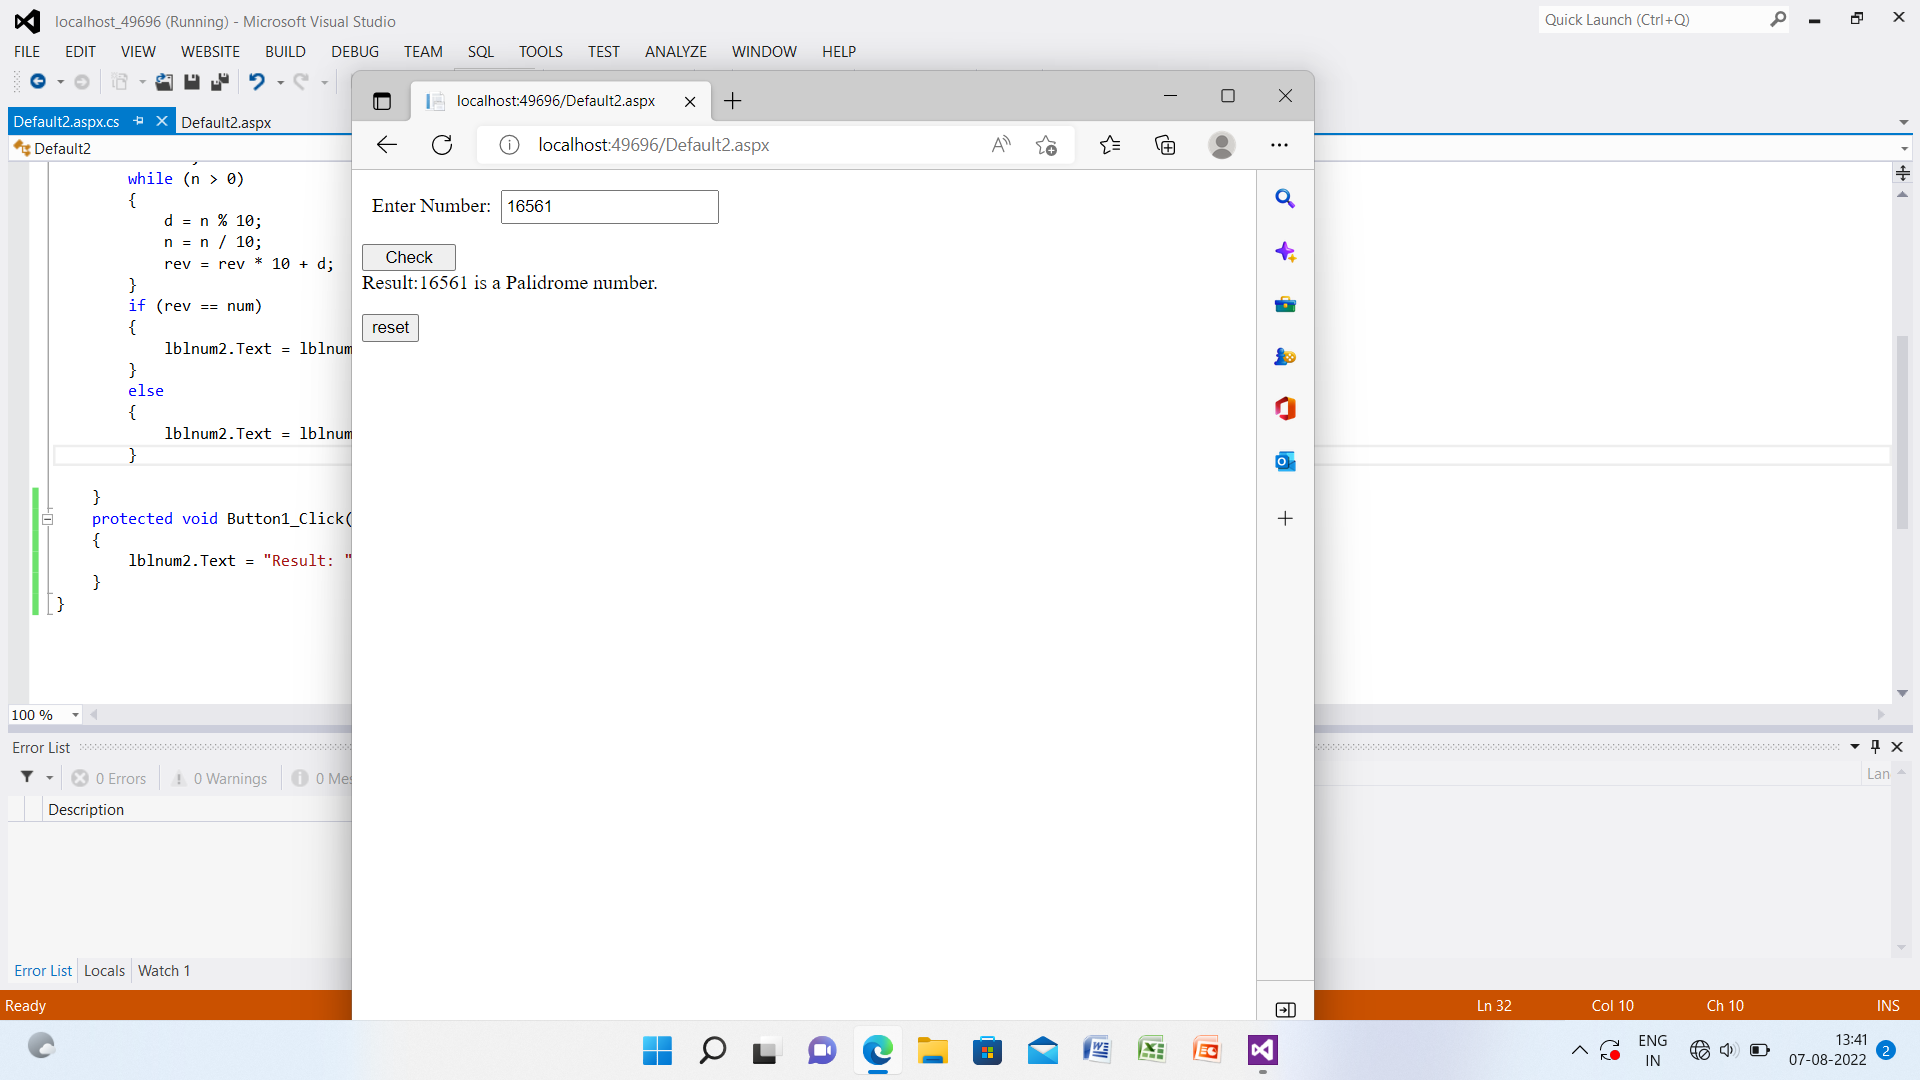 localhost_49696 (Running) - Microsoft Visual Studio
Quick Launch (Ctrl+Q)
FILE EDIT VIEW WEBSITE BUILD DEBUG TEAM SQL TOOLS TEST ANALYZE WINDOW HELP
localhost:49696/Default2.aspx
Default2.aspx.cs Default2.aspx
localhost:49696/Default2.aspx
Default2
while (n > 0)
{
d = n % 10;
n = n / 10;
rev = rev * 10 + d;
}
if (rev == num)
{
lblnum2.Text = lblnum
}
else
{
lblnum2.Text = lblnum
}
}
protected void Button1_Click(
{
lblnum2.Text = "Result: "
}
}
Enter Number: 16561
Check
Result:16561 is a Palidrome number.
reset
100 %
Error List
0 Errors 0 Warnings 0 Mes
Lan
Description
Error List Locals Watch 1
Ready Ln 32 Col 10 Ch 10 INS
ENG
IN
13:41
07-08-2022
2